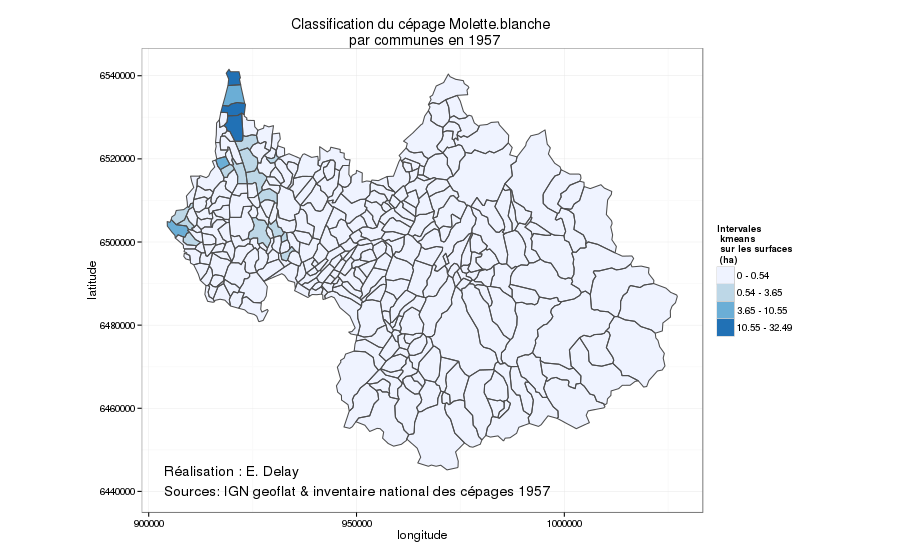 Classification du cépage Molette.blanche
par communes en 1957
6540000
6520000
6500000
6480000
6460000
6440000
latitude
900000
950000
1000000
longitude
Réalisation : E. Delay
Sources: IGN geoflat & inventaire national des cépages 1957
Intervales
kmeans
sur les surfaces
(ha)
0 - 0.54
0.54 - 3.65
3.65 - 10.55
10.55 - 32.49